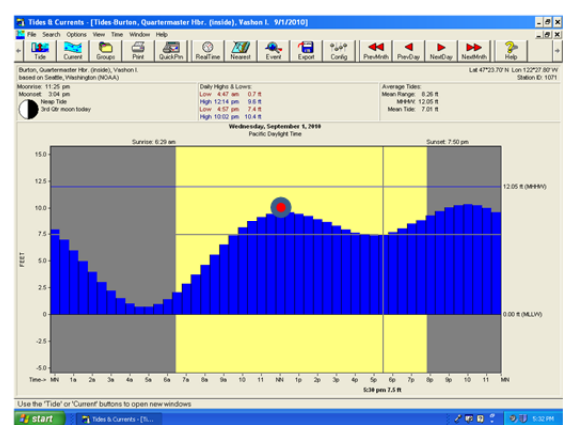 Tides & Currents - [Tides-Burton, Quartermaster Hbr. (inside), Vashon I. 9/1/2010]
File Search Options View Time Window Help
Tide Current Groups Print QuickPrn RealTime Nearest Event Export Config PrevMnth PrevDay NextDay NextMnth Help
Burton, Quartermaster Hbr. (inside), Vashon I. Lat 47°23.70' N Lon 122°27.80' W
based on Seattle, Washington (NOAA) Station ID: 1071
Moonrise: 11:25 pm Daily Highs & Lows: Average Tides:
Moonset: 3:04 pm Low 4:47 am 0.7 ft Mean Range: 8.26 ft
Neap Tide High 12:14 pm 9.6 ft MHHW: 12.05 ft
3rd Qtr moon today Low 4:57 pm 7.4 ft Mean Tide: 7.01 ft
High 10:02 pm 10.4 ft
Wednesday, September 1, 2010
Pacific Daylight Time
Sunrise: 6:29 am Sunset: 7:50 pm
15.0
12.5
12.05 ft (MHHW)
10.0
7.5
5.0
2.5
0
0.00 ft (MLLW)
-2.5
-5.0
FEET
Time-> MN 1a 2a 3a 4a 5a 6a 7a 8a 9a 10 11 NN 1p 2p 3p 4p 5p 6p 7p 8p 9p 10 11 MN
5:30 pm 7.5 ft
Use the 'Tide' or 'Current' buttons to open new windows
start Tides & Currents - [Ti... 5:32 PM